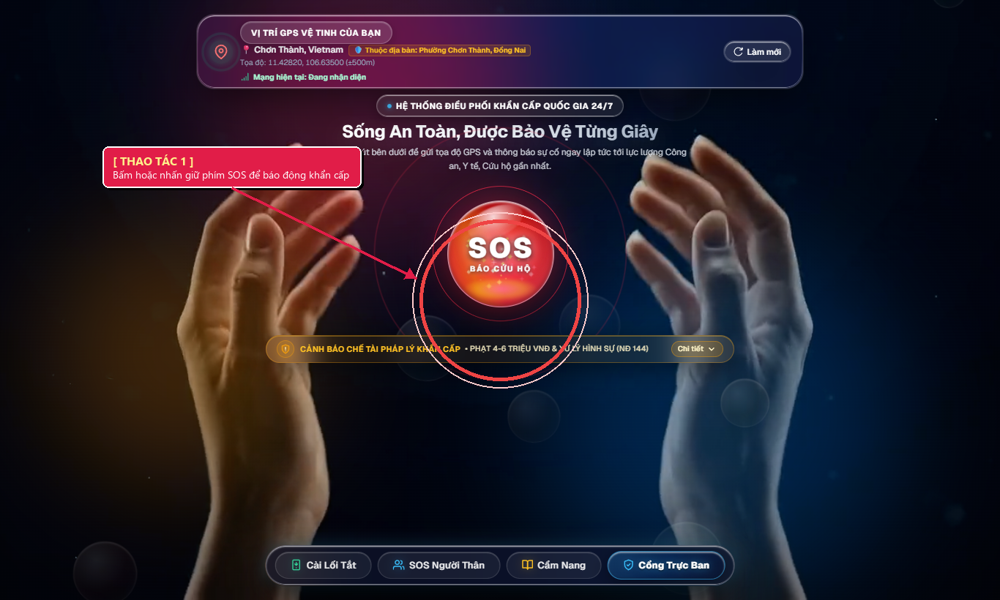 VỊ TRÍ GPS VỆ TINH CỦA BẠN
Chơn Thành, Vietnam Thuộc địa bàn: Phường Chơn Thành, Đồng Nai
Tọa độ: 11.42820, 106.63500 (±500m)
Mạng hiện tại: Đang nhận diện
Làm mới
HỆ THỐNG ĐIỀU PHỐI KHẨN CẤP QUỐC GIA 24/7
Sống An Toàn, Được Bảo Vệ Từng Giây
bên dưới để gửi tọa độ GPS và thông báo sự cố ngay lập tức tới lực lượng Công
an, Y tế, Cứu hộ gần nhất.
[ THAO TÁC 1 ]
Bấm hoặc nhấn giữ phím SOS để báo động khẩn cấp
SOS
BÁO CỨU HỘ
CẢNH BÁO CHẾ TÀI PHÁP LÝ KHẨN CẤP • PHẠT 4-6 TRIỆU VNĐ & XỬ LÝ HÌNH SỰ (NĐ 144) Chi tiết
Cài Lối Tắt
SOS Người Thân
Cẩm Nang
Cổng Trực Ban